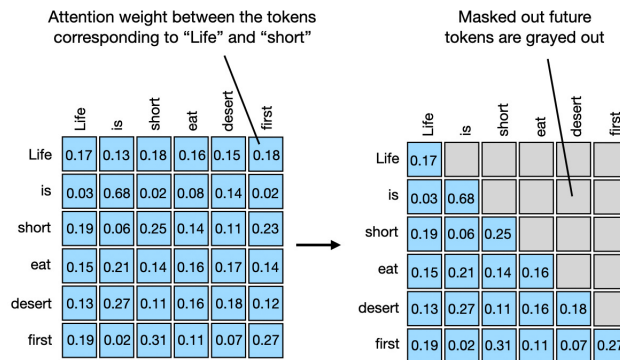 Attention weight between the tokens
corresponding to “Life” and “short”
Masked out future
tokens are grayed out
Life is short eat desert first
Life 0.17 0.13 0.18 0.16 0.15 0.18
is 0.03 0.68 0.02 0.08 0.14 0.02
short 0.19 0.06 0.25 0.14 0.11 0.23
eat 0.15 0.21 0.14 0.16 0.17 0.14
desert 0.13 0.27 0.11 0.16 0.18 0.12
first 0.19 0.02 0.31 0.11 0.07 0.27
Life is short eat desert first
Life 0.17
is 0.03 0.68
short 0.19 0.06 0.25
eat 0.15 0.21 0.14 0.16
desert 0.13 0.27 0.11 0.16 0.18
first 0.19 0.02 0.31 0.11 0.07 0.27